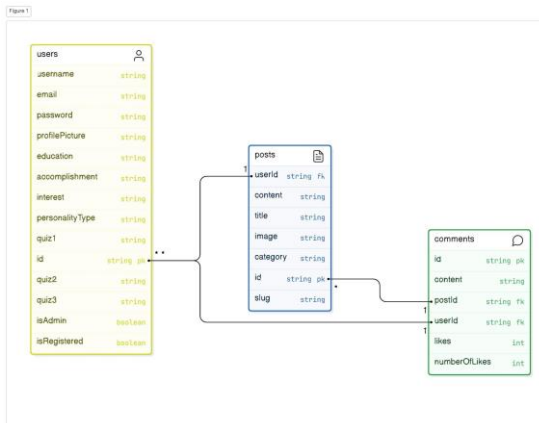 Figure 1
users
username string
email string
password string
profilePicture string
education string
accomplishment string
interest string
personalityType string
quiz1 string
id string pk
quiz2 string
quiz3 string
isAdmin boolean
isRegistered boolean
* *
posts
1
userId string fk
content string
title string
image string
category string
id string pk
*
slug string
comments
id string pk
content string
postId string fk
1
userId string fk
1
likes int
numberOfLikes int